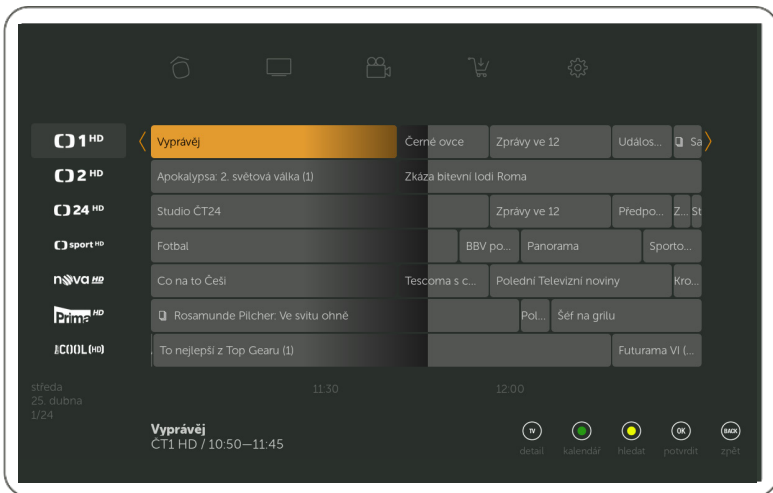 1 HD
Vyprávěj
Černé ovce
Zprávy ve 12
Událos...
Sa
2 HD
Apokalypsa: 2. světová válka (1)
Zkáza bitevní lodi Roma
24 HD
Studio ČT24
Zprávy ve 12
Předpo...
Z...
St
sport HD
Fotbal
BBV po...
Panorama
Sporto...
nova HD
Co na to Češi
Tescoma s c...
Polední Televizní noviny
Kro...
Prima HD
Rosamunde Pilcher: Ve svitu ohně
Pol...
Šéf na grilu
COOL (HD)
To nejlepší z Top Gearu (1)
Futurama VI (...
středa
25. dubna
1/24
11:30
12:00
Vyprávěj
ČT1 HD / 10:50—11:45
TV
OK
BACK
detail
kalendář
hledat
potvrdit
zpět